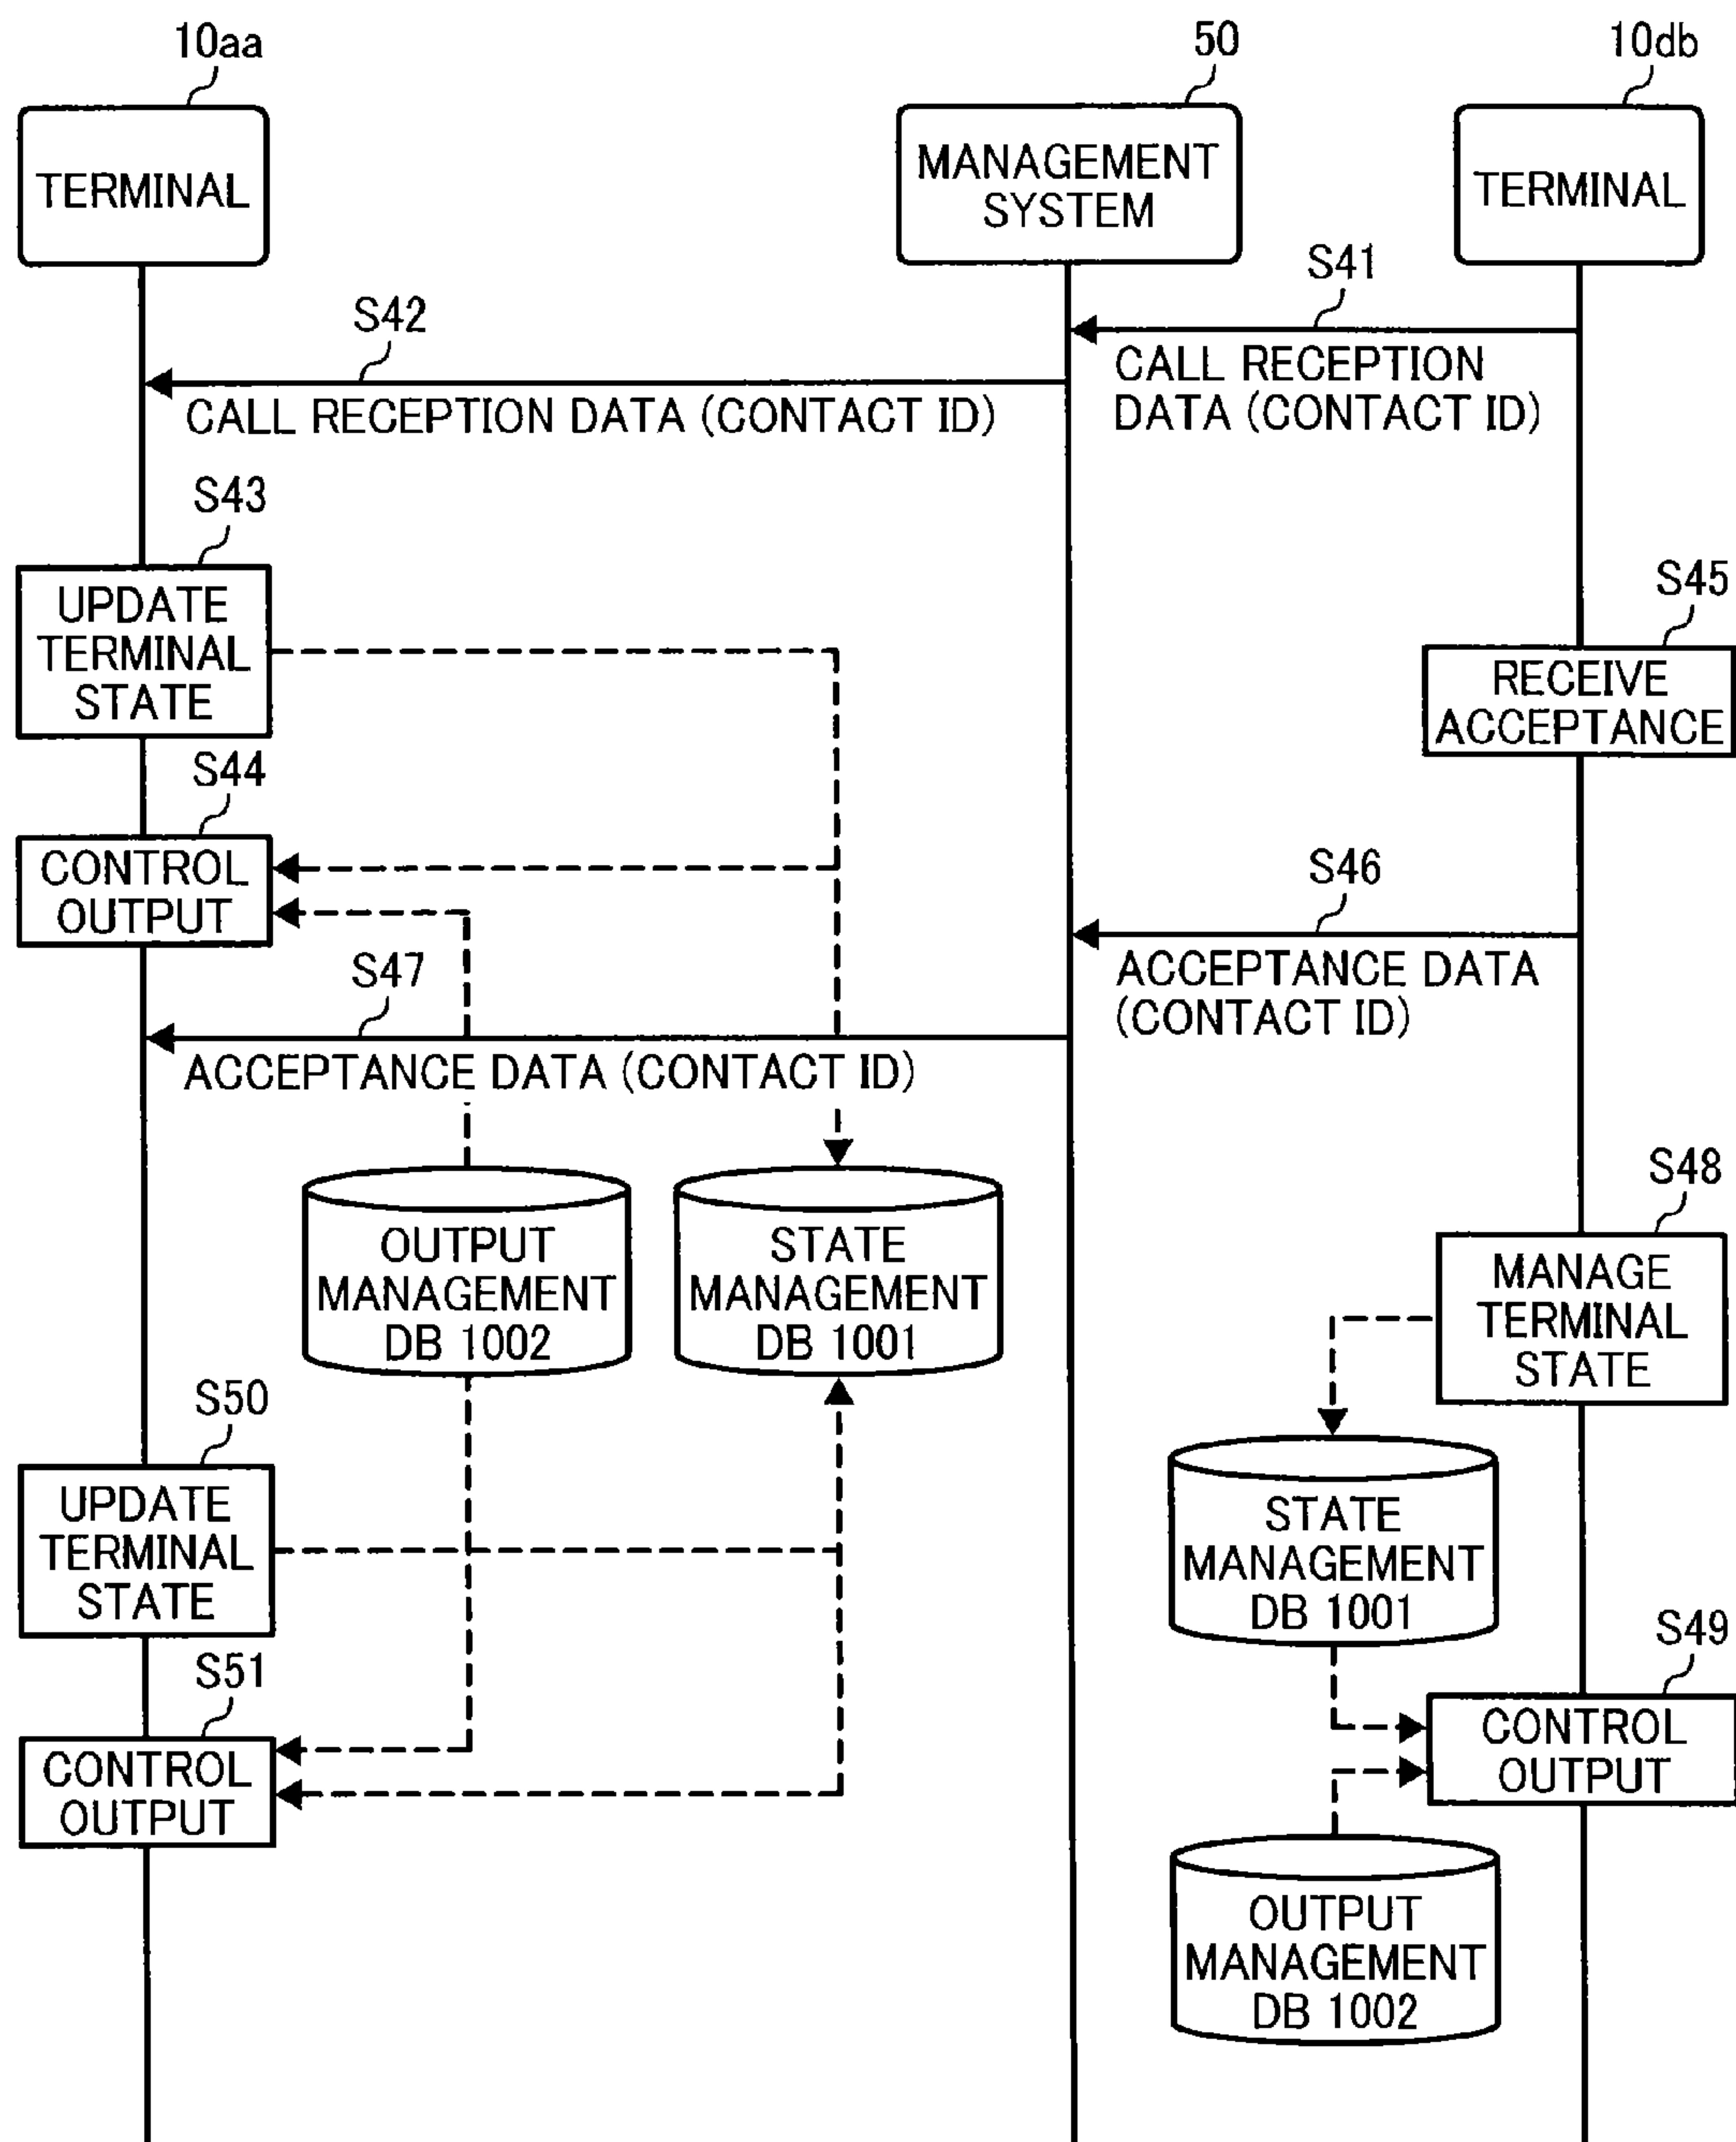 10aa
50
10db
TERMINAL
MANAGEMENT
SYSTEM
TERMINAL
S41
S42
CALL RECEPTION
DATA (CONTACT ID)
CALL RECEPTION DATA (CONTACT ID)
S43
UPDATE
TERMINAL
STATE
S45
RECEIVE
ACCEPTANCE
S44
CONTROL
OUTPUT
S46
ACCEPTANCE DATA
(CONTACT ID)
S47
ACCEPTANCE DATA (CONTACT ID)
OUTPUT
MANAGEMENT
DB 1002
STATE
MANAGEMENT
DB 1001
S48
MANAGE
TERMINAL
STATE
S50
UPDATE
TERMINAL
STATE
STATE
MANAGEMENT
DB 1001
S49
CONTROL
OUTPUT
S51
CONTROL
OUTPUT
OUTPUT
MANAGEMENT
DB 1002